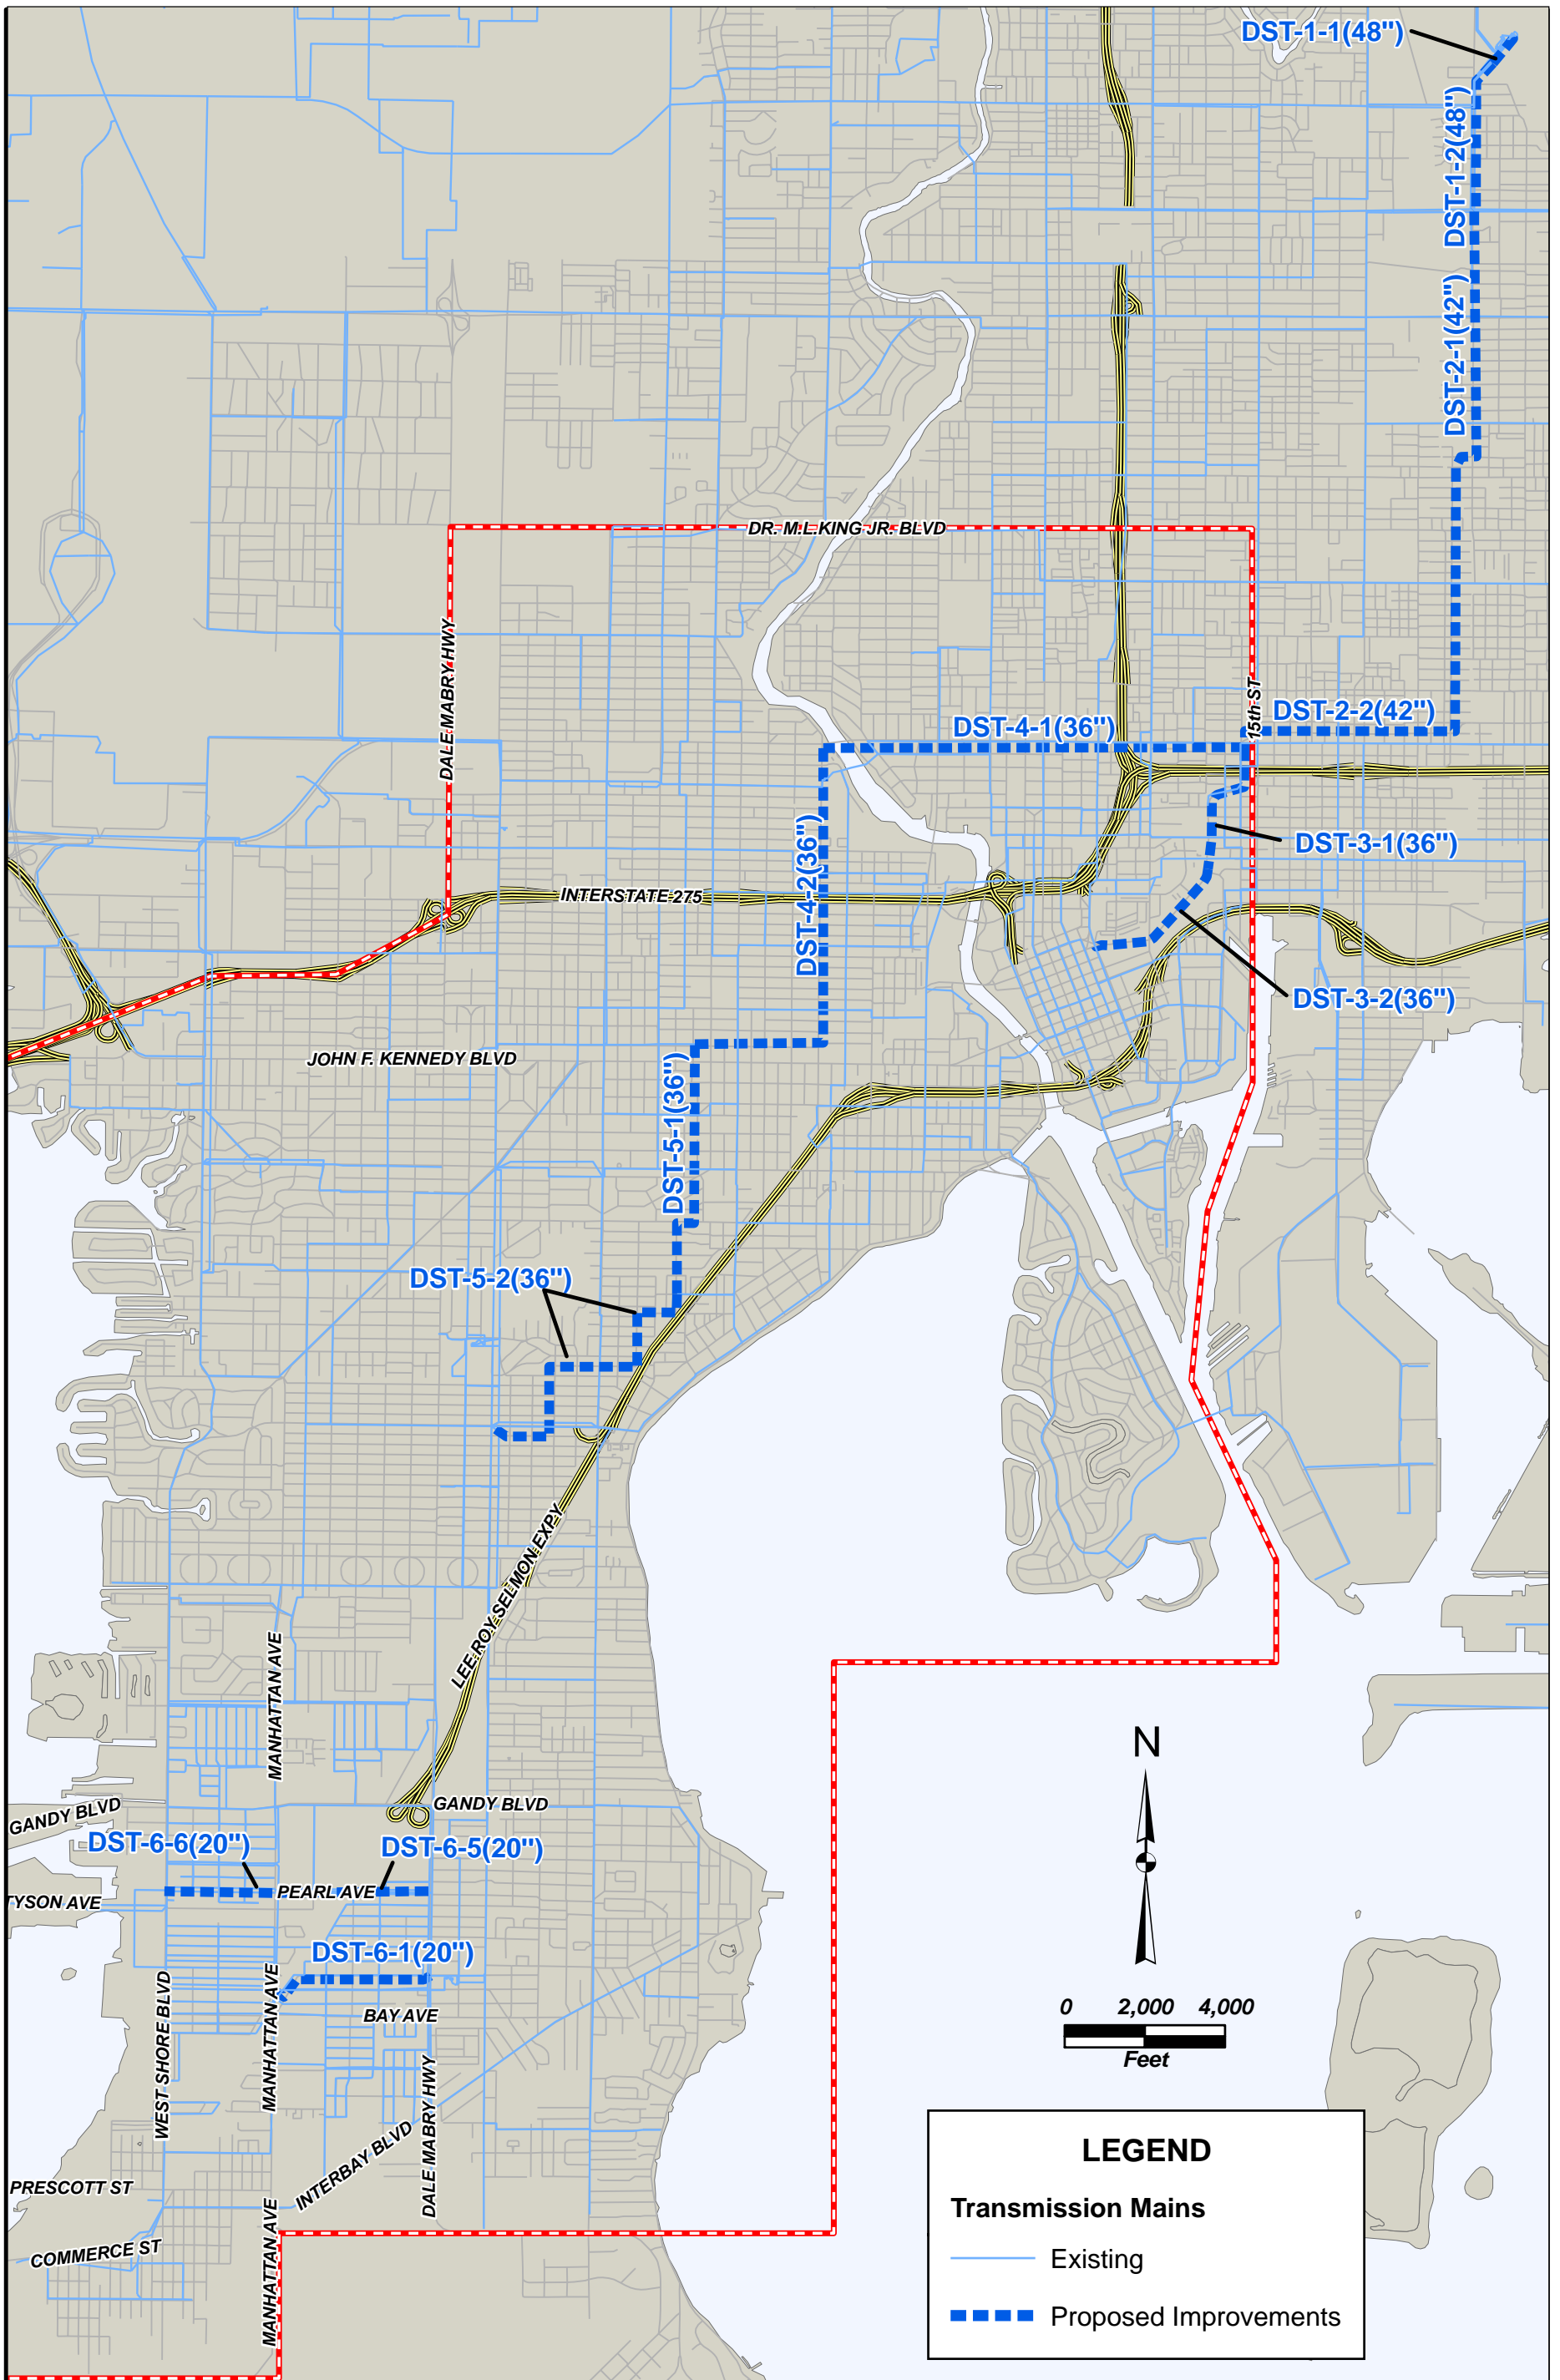 DST-1-1(48")
DST-1-2(48")
DST-2-1(42")
DR. M.L.KING JR. BLVD
DALE MABRY HWY
15th ST
DST-2-2(42")
DST-4-1(36")
DST-4-2(36")
DST-3-1(36")
INTERSTATE 275
DST-3-2(36")
JOHN F. KENNEDY BLVD
DST-5-1(36")
DST-5-2(36")
LEE ROY SELMON EXPY
MANHATTAN AVE
N
GANDY BLVD
GANDY BLVD
DST-6-6(20")
DST-6-5(20")
PEARL AVE
TYSON AVE
DST-6-1(20")
WEST SHORE BLVD
MANHATTAN AVE
BAY AVE
DALE MABRY HWY
0 2,000 4,000
Feet
INTERBAY BLVD
PRESCOTT ST
COMMERCE ST
MANHATTAN AVE
LEGEND
Transmission Mains
Existing
Proposed Improvements